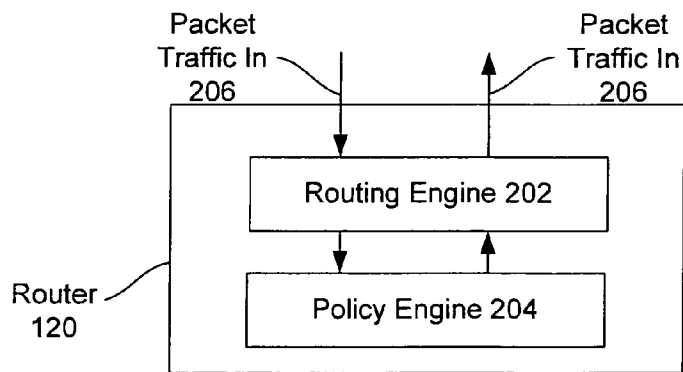 Packet
Traffic In
206
Packet
Traffic In
206
Routing Engine 202
Policy Engine 204
Router
120